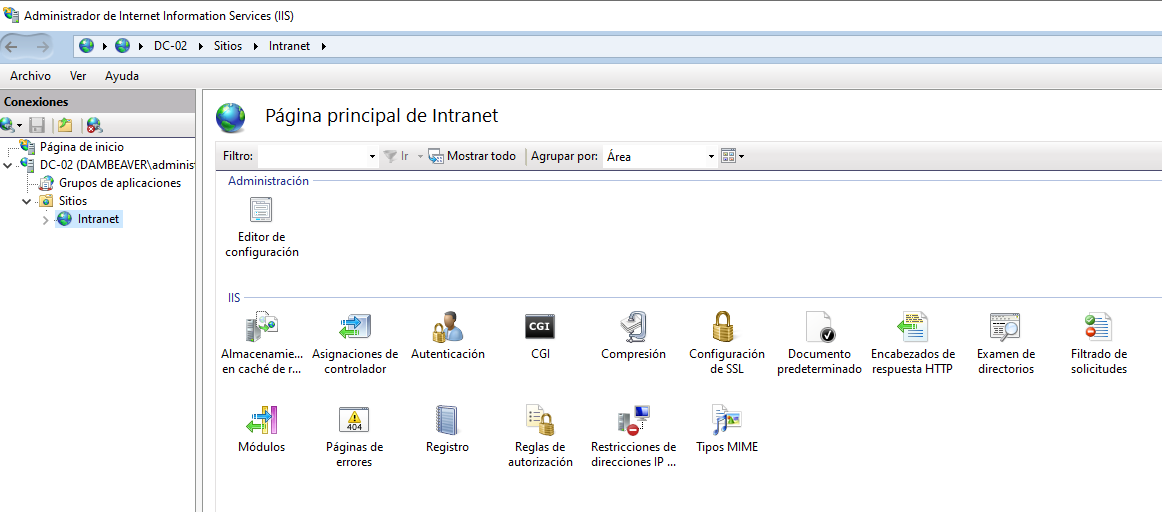 Administrador de Internet Information Services (IIS)
DC-02 Sitios Intranet
Archivo Ver Ayuda
Conexiones
Página de inicio
DC-02 (DAMBEAVER\adminis
Grupos de aplicaciones
Sitios
Intranet
Página principal de Intranet
Filtro: Ir Mostrar todo Agrupar por: Área
Administración
Editor de
configuración
IIS
Almacenamie...
en caché de r...
Asignaciones de
controlador
Autenticación
CGI
CGI
Compresión
Configuración
de SSL
Documento
predeterminado
Encabezados de
respuesta HTTP
Examen de
directorios
Filtrado de
solicitudes
Módulos
404
Páginas de
errores
Registro
Reglas de
autorización
Restricciones de
direcciones IP ...
Tipos MIME